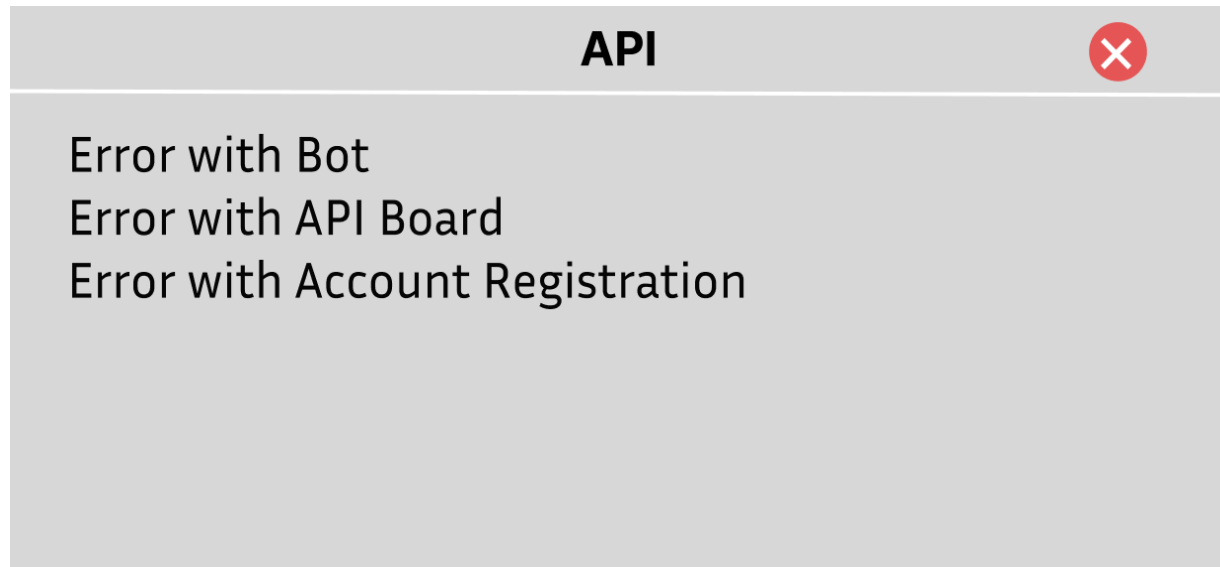 API
Error with Bot
Error with API Board
Error with Account Registration